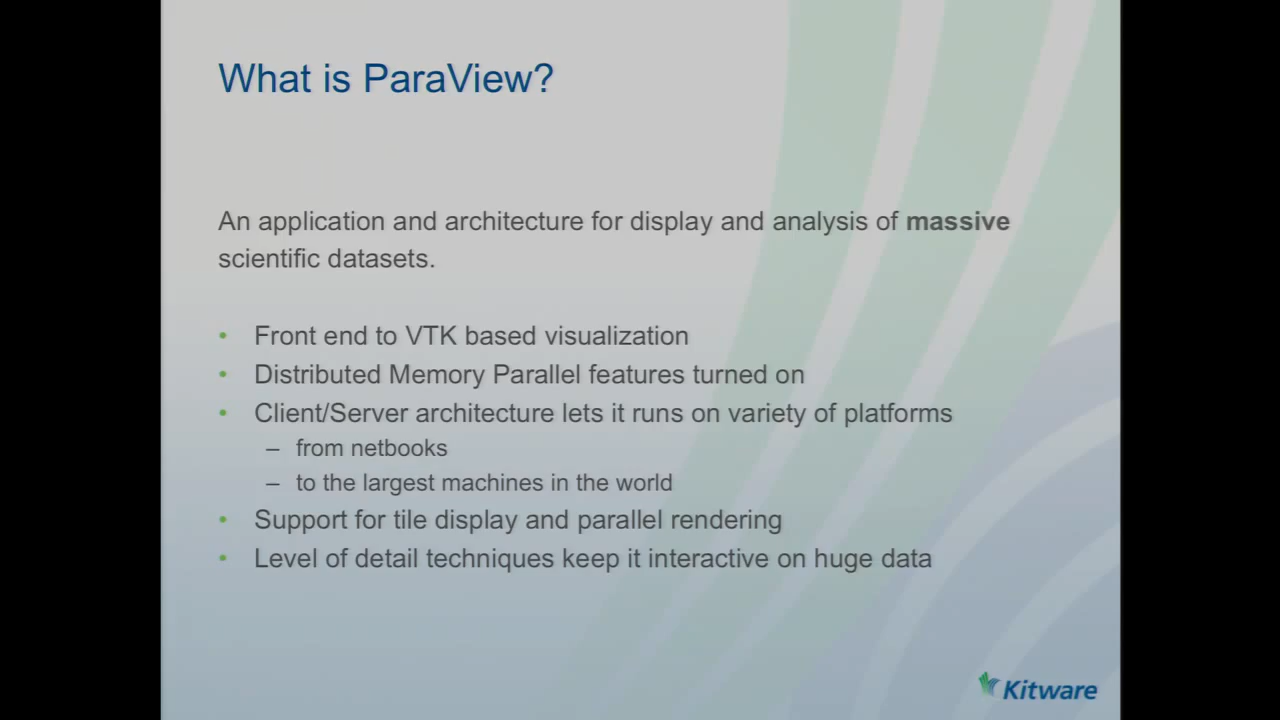 What is ParaView?
An application and architecture for display and analysis of massive
scientific datasets.
• Front end to VTK based visualization
• Distributed Memory Parallel features turned on
• Client/Server architecture lets it runs on variety of platforms
– from netbooks
– to the largest machines in the world
• Support for tile display and parallel rendering
• Level of detail techniques keep it interactive on huge data
Kitware